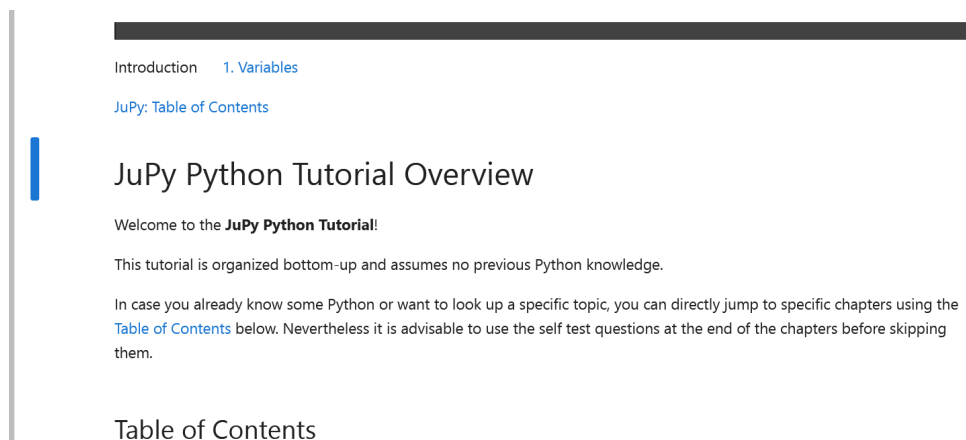 Introduction 1. Variables
JuPy: Table of Contents
JuPy Python Tutorial Overview
Welcome to the JuPy Python Tutorial!
This tutorial is organized bottom-up and assumes no previous Python knowledge.
In case you already know some Python or want to look up a specific topic, you can directly jump to specific chapters using the
Table of Contents below. Nevertheless it is advisable to use the self test questions at the end of the chapters before skipping
them.
Table of Contents